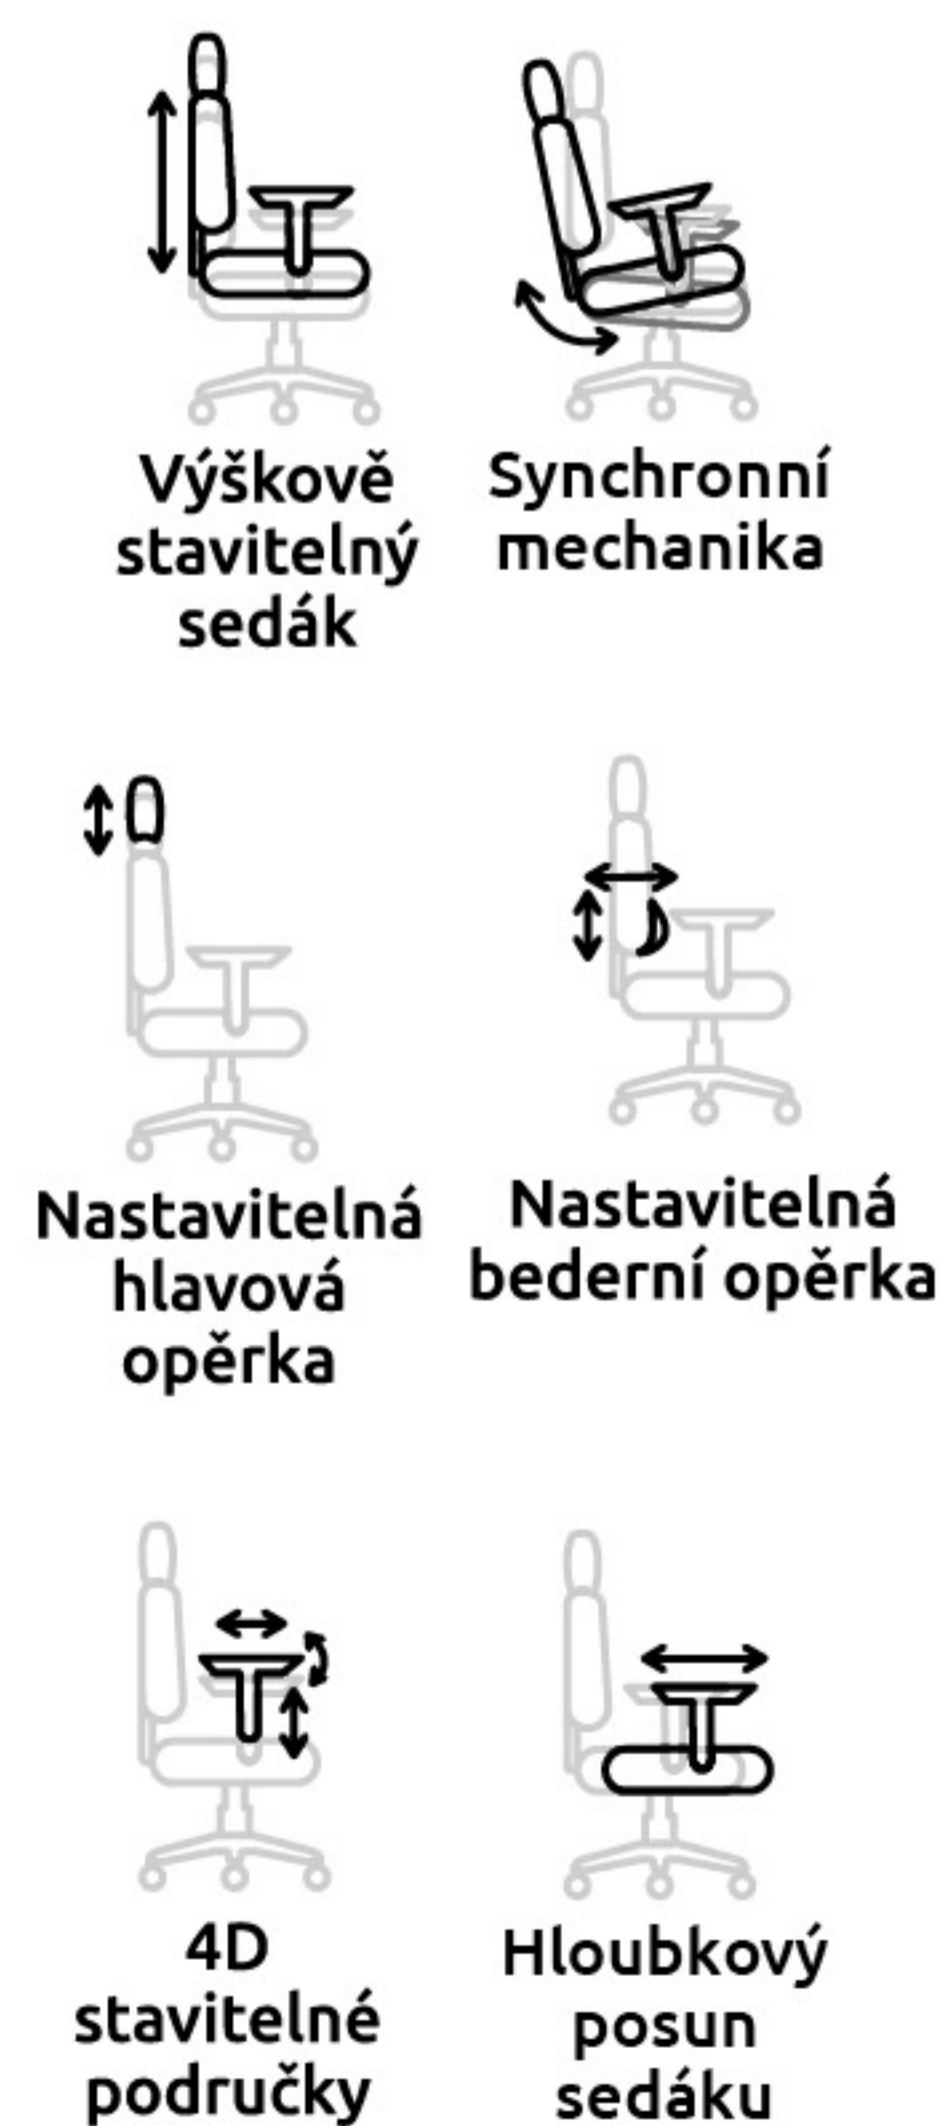 Výškově
stavitelný
sedák
Synchronní
mechanika
Nastavitelná
hlavová
opěrka
Nastavitelná
bederní opěrka
4D
stavitelné
područky
Hloubkový
posun
sedáku